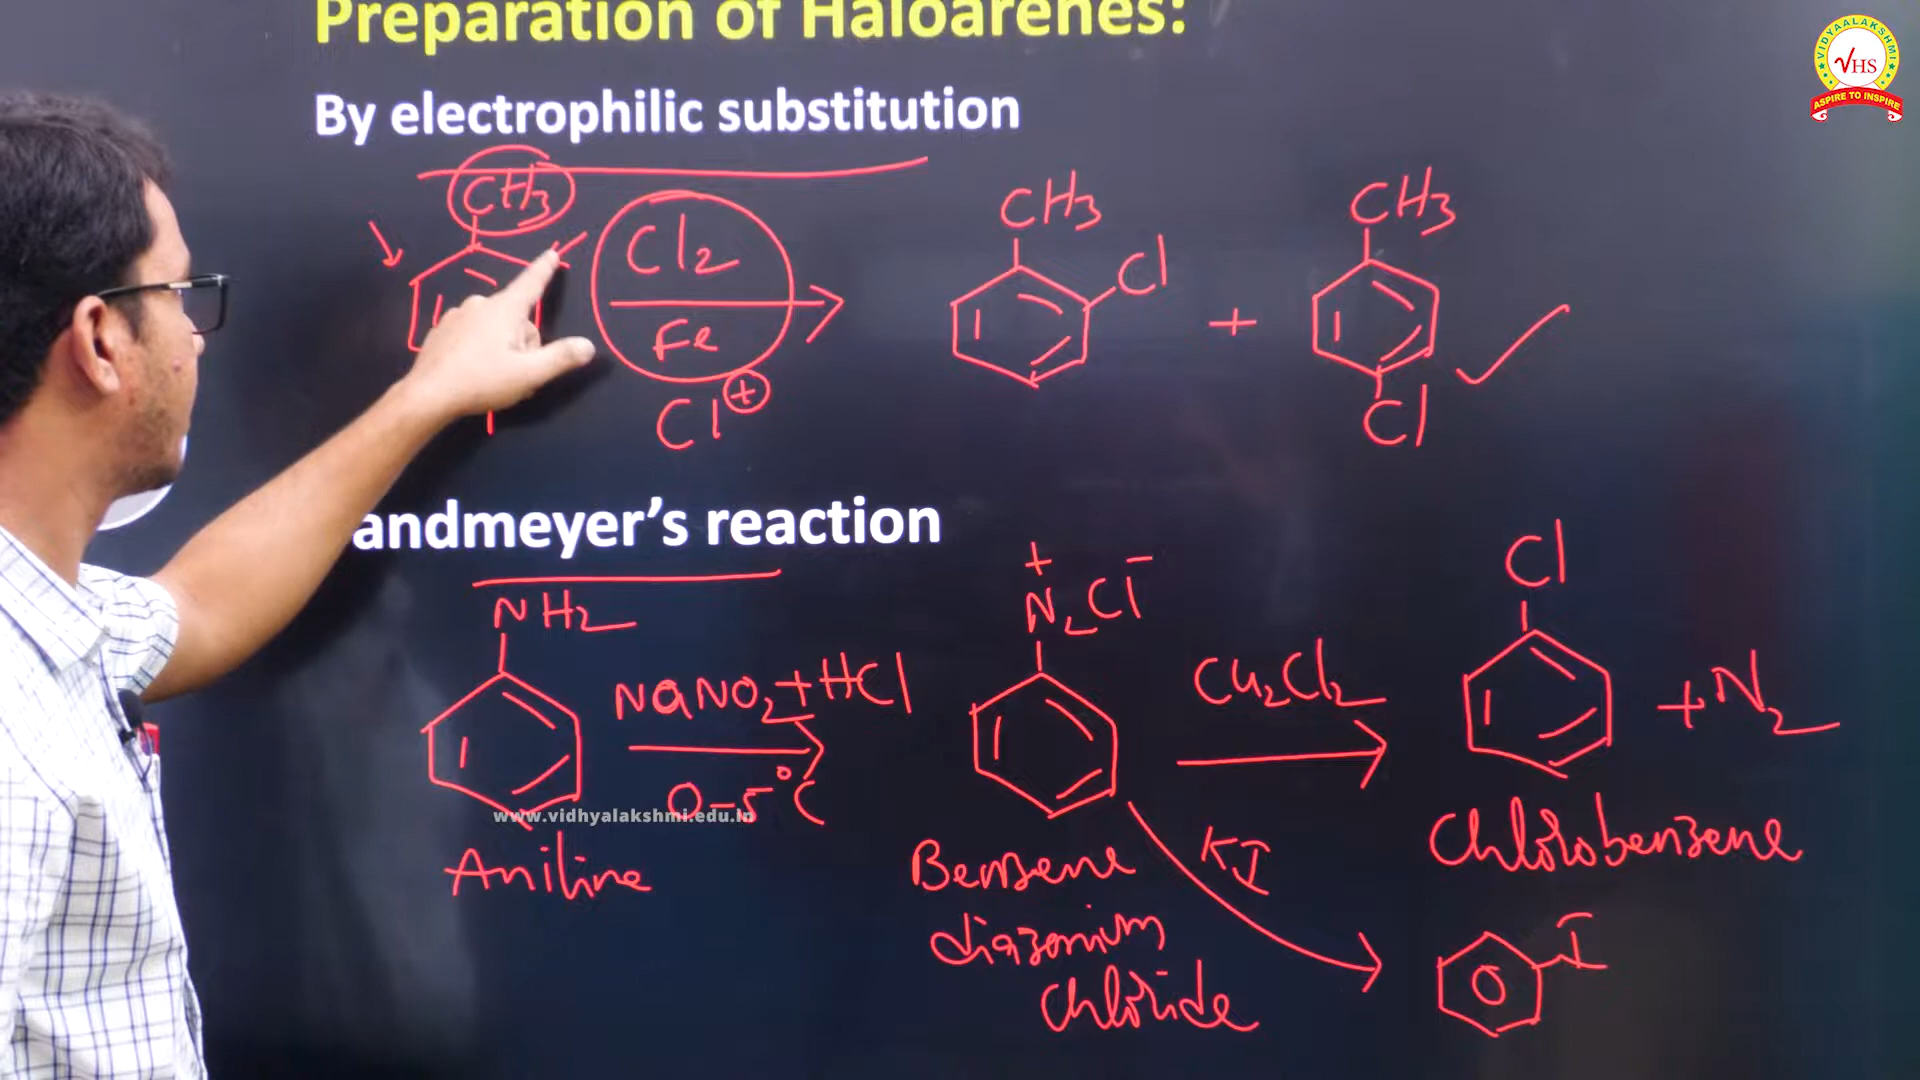 Preparation of Haloarenes:
VIDYAALAKSHMI
VHS
ASPIRE TO INSPIRE
By electrophilic substitution
CH3
Cl2
Fe
Cl⊕
CH3
Cl
+
CH3
Cl
andmeyer's reaction
NH2
NaNO2+HCl
0-5°C
Aniline
+
N2Cl-
Benzene
diazonium
chloride
Cu2Cl2
Cl
+N2
Chlorobenzene
KI
I
www.vidhyalakshmi.edu.in